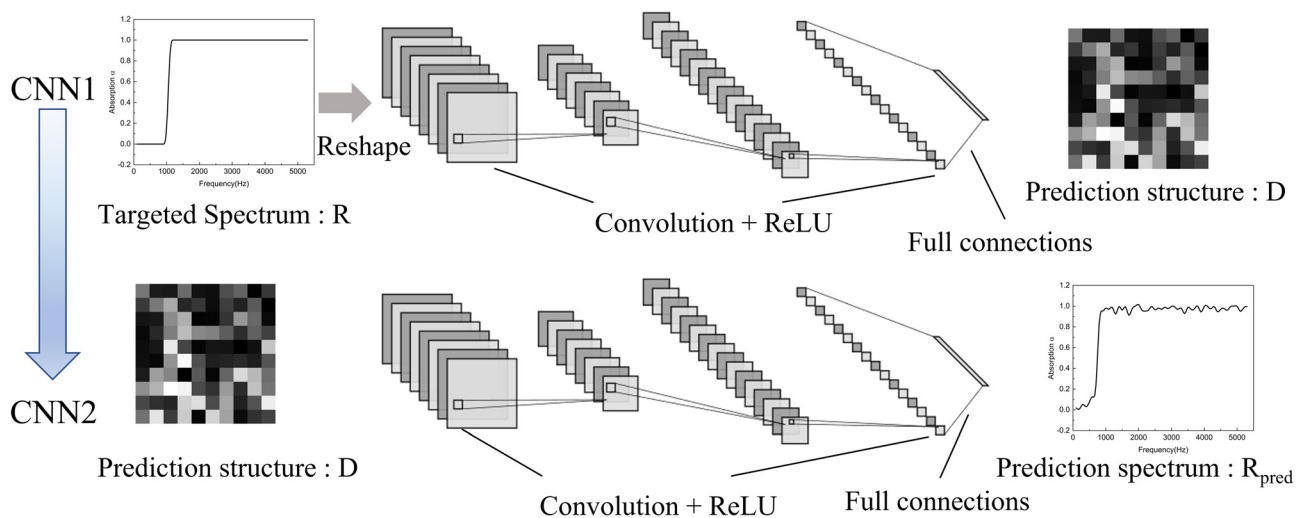 CNN1
1.2
1.0
0.8
0.6
0.4
0.2
0.0
-0.2
Absorption α
0 1000 2000 3000 4000 5000
Frequency(Hz)
Targeted Spectrum : R
Reshape
Convolution + ReLU
Full connections
Prediction structure : D
CNN2
Prediction structure : D
Convolution + ReLU
Full connections
1.2
1.0
0.8
0.6
0.4
0.2
0.0
-0.2
Absorption α
0 1000 2000 3000 4000 5000
Frequency(Hz)
Prediction spectrum : Rpred